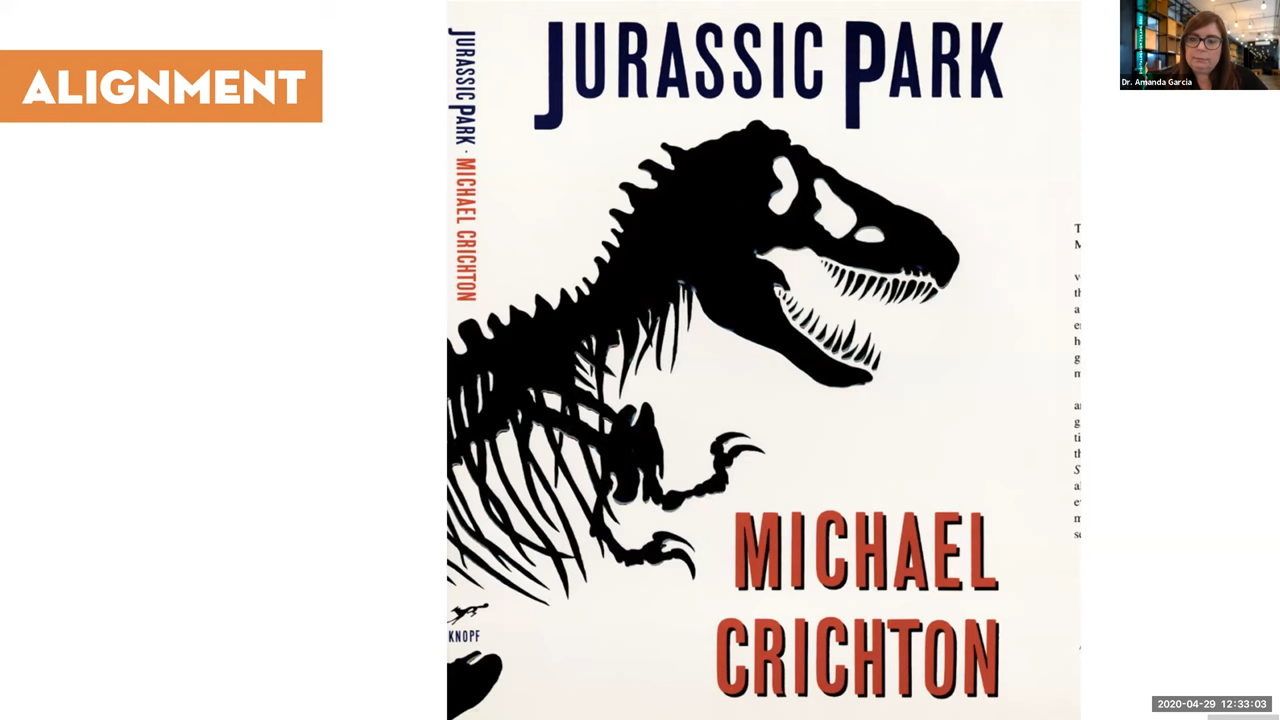 ALIGNMENT
JURASSIC PARK · MICHAEL CRICHTON
KNOPF
JURASSIC PARK
MICHAEL
CRICHTON
Dr. Amanda Garcia
2020-04-29 12:33:03